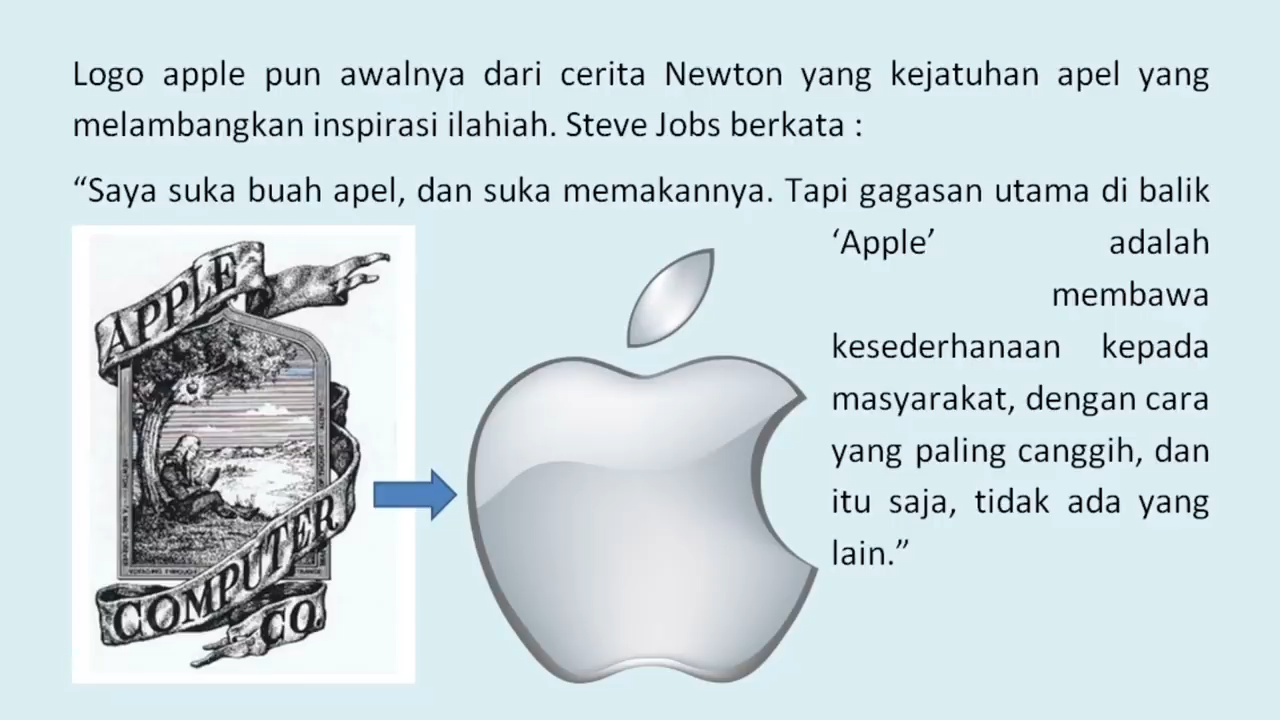 Logo apple pun awalnya dari cerita Newton yang kejatuhan apel yang
melambangkan inspirasi ilahiah. Steve Jobs berkata :
“Saya suka buah apel, dan suka memakannya. Tapi gagasan utama di balik
‘Apple’ adalah
membawa
kesederhanaan kepada
masyarakat, dengan cara
yang paling canggih, dan
itu saja, tidak ada yang
lain.”
APPLE
COMPUTER
CO.